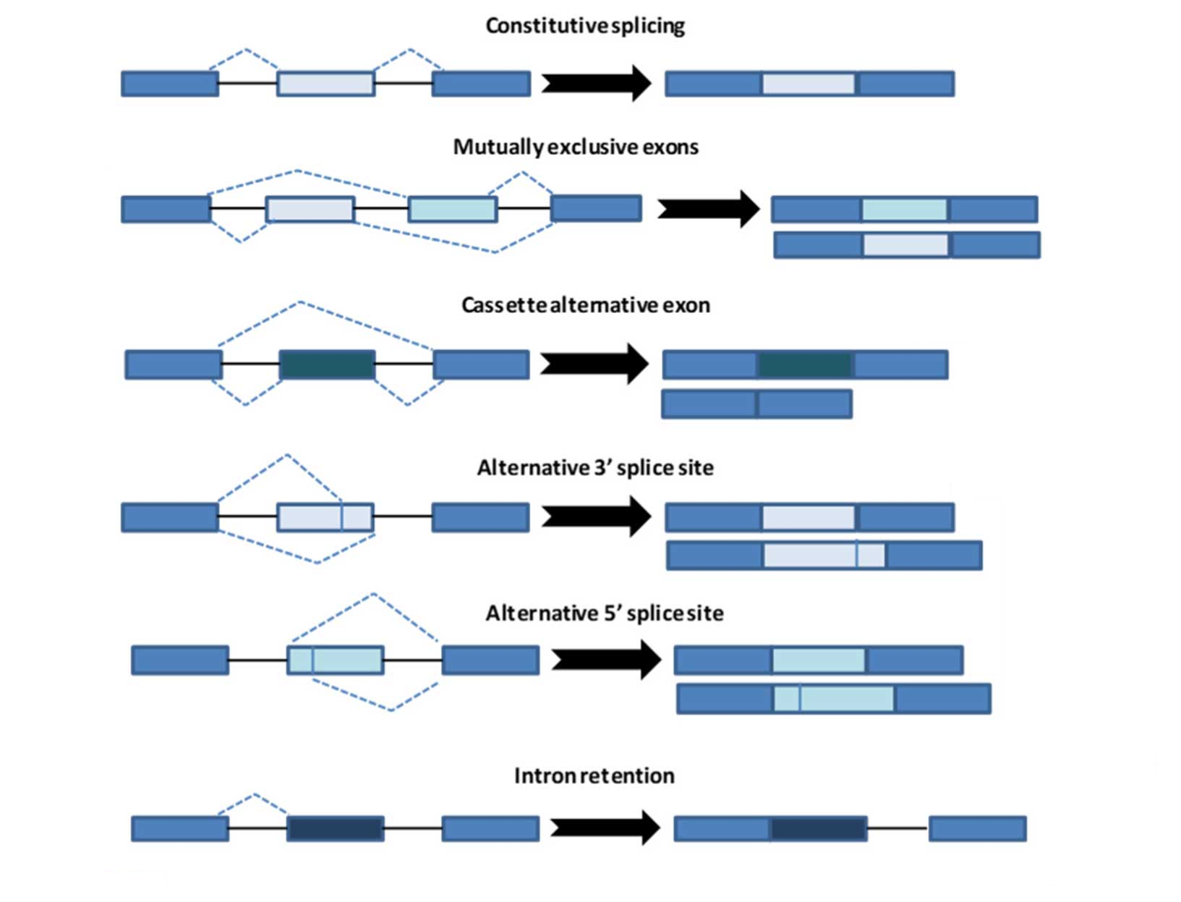 Constitutive splicing
Mutually exclusive exons
Cassette alternative exon
Alternative 3’ splice site
Alternative 5’ splice site
Intron retention